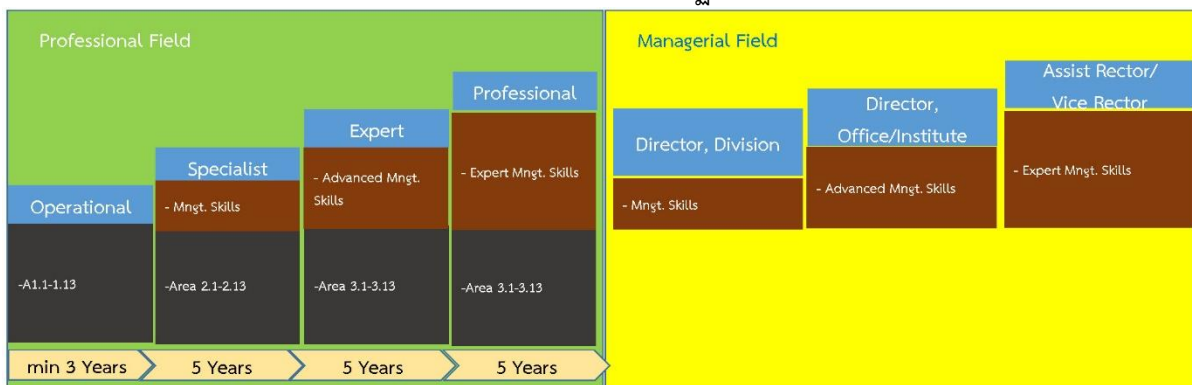 Professional Field
Managerial Field
Operational
-A1.1-1.13
Specialist
- Mngt. Skills
-Area 2.1-2.13
Expert
- Advanced Mngt.
Skills
-Area 3.1-3.13
Professional
- Expert Mngt. Skills
-Area 3.1-3.13
min 3 Years
5 Years
5 Years
5 Years
Director, Division
- Mngt. Skills
Director,
Office/Institute
- Advanced Mngt. Skills
Assist Rector/
Vice Rector
- Expert Mngt. Skills